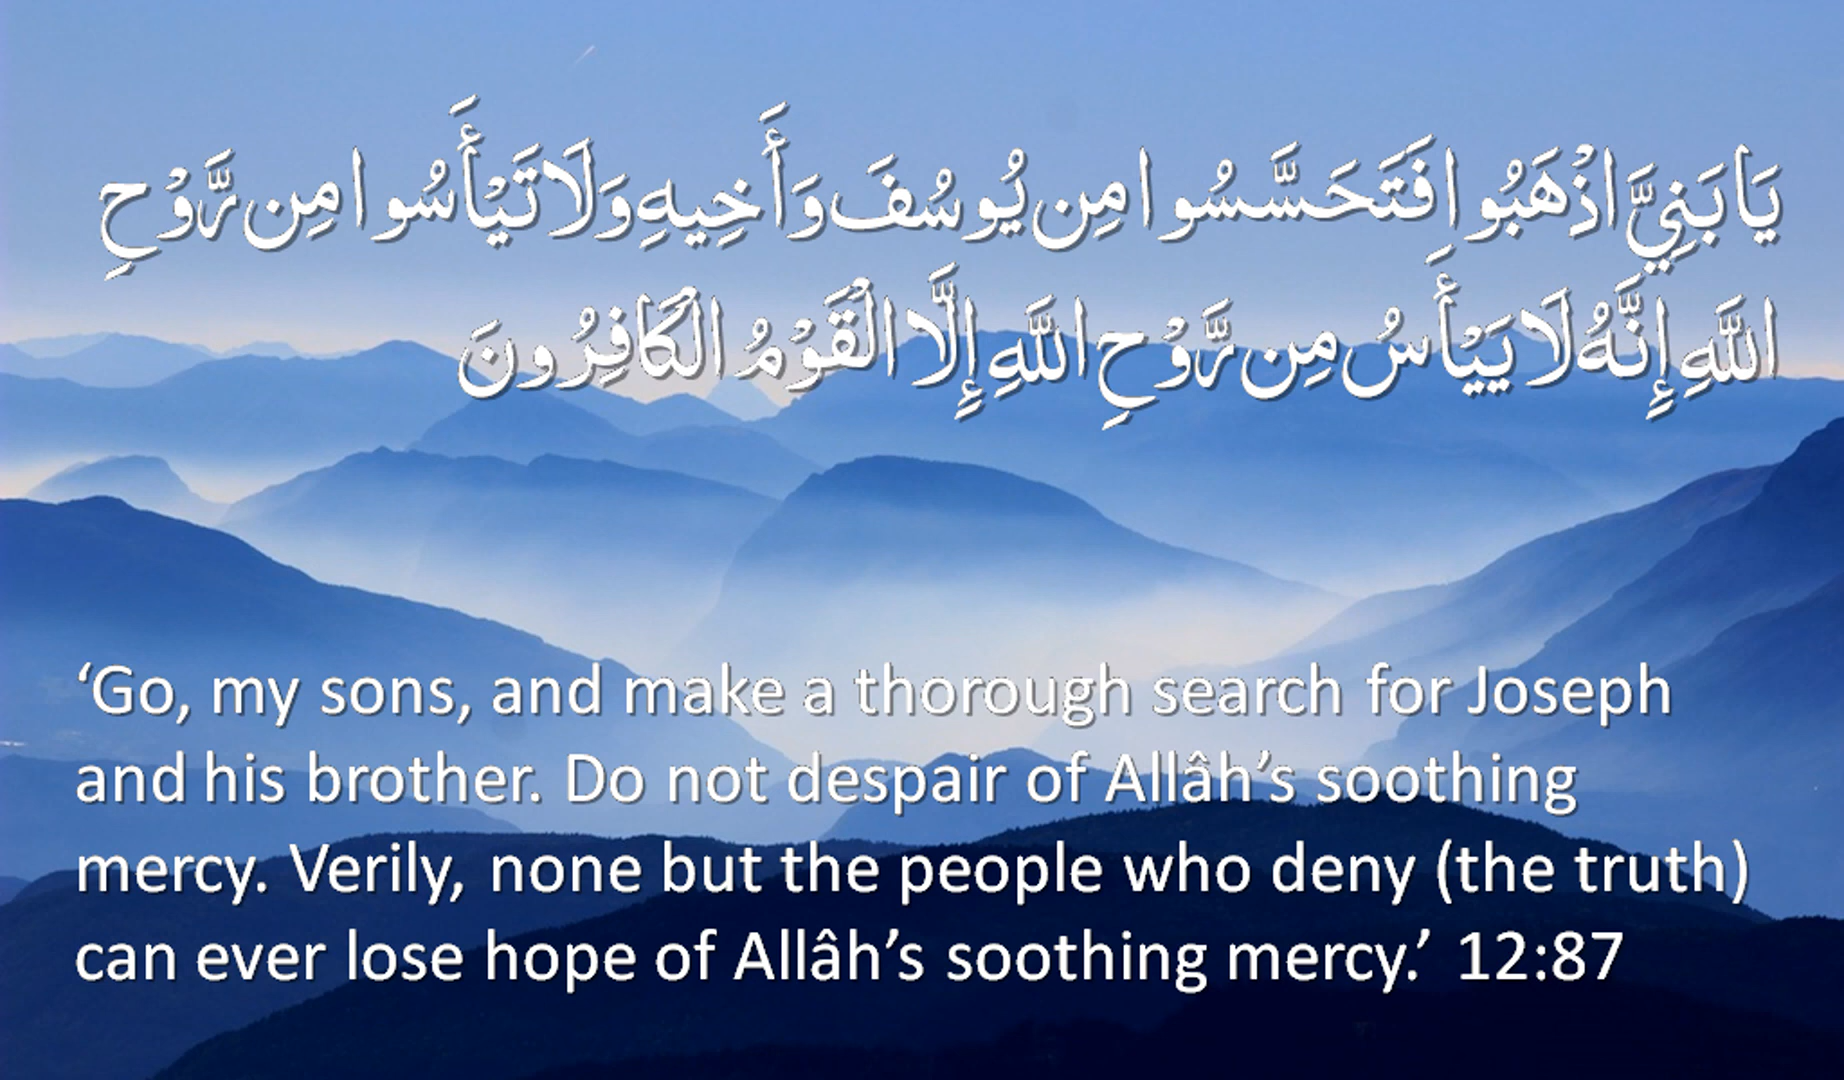 يَا بَنِيَّ اذْهَبُوا فَتَحَسَّسُوا مِن يُوسُفَ وَأَخِيهِ وَلَا تَيْأَسُوا مِن رَّوْحِ
اللَّهِ إِنَّهُ لَا يَيْأَسُ مِن رَّوْحِ اللَّهِ إِلَّا الْقَوْمُ الْكَافِرُونَ
‘Go, my sons, and make a thorough search for Joseph
and his brother. Do not despair of Allâh’s soothing
mercy. Verily, none but the people who deny (the truth)
can ever lose hope of Allâh’s soothing mercy.’ 12:87